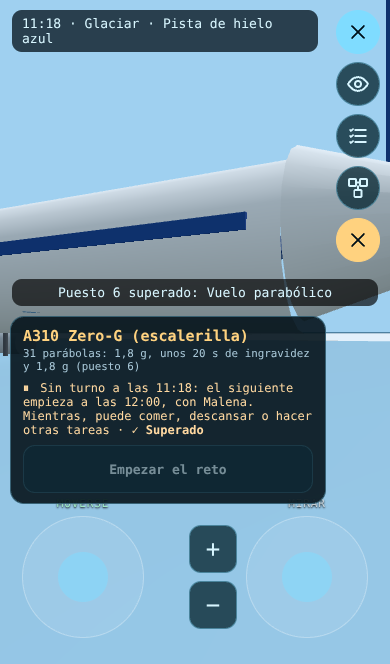 11:18 · Glaciar · Pista de hielo
azul
Puesto 6 superado: Vuelo parabólico
A310 Zero-G (escalerilla)
31 parábolas: 1,8 g, unos 20 s de ingravidez
y 1,8 g (puesto 6)
Sin turno a las 11:18: el siguiente
empieza a las 12:00, con Malena.
Mientras, puede comer, descansar o hacer
otras tareas · ✓ Superado
Empezar el reto
+
−